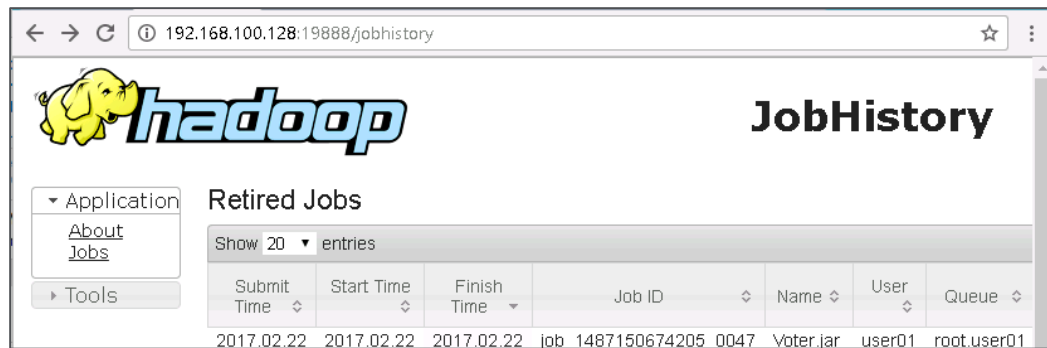 192.168.100.128:19888/jobhistory
hadoop
JobHistory
Application
About
Jobs
Tools
Retired Jobs
Show 20 entries
Submit Time Start Time Finish Time Job ID Name User Queue
2017.02.22 2017.02.22 2017.02.22 job_1487150674205_0047 Voter.jar user01 root.user01